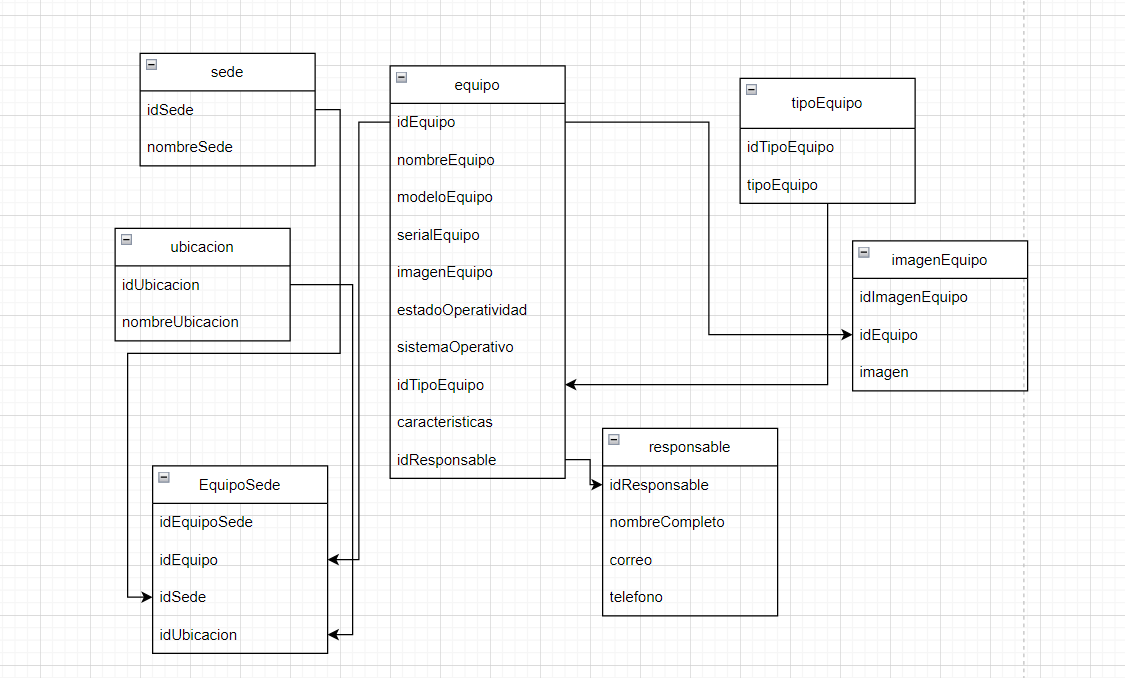 sede
idSede
nombreSede
ubicacion
idUbicacion
nombreUbicacion
EquipoSede
idEquipoSede
idEquipo
idSede
idUbicacion
equipo
idEquipo
nombreEquipo
modeloEquipo
serialEquipo
imagenEquipo
estadoOperatividad
sistemaOperativo
idTipoEquipo
caracteristicas
idResponsable
tipoEquipo
idTipoEquipo
tipoEquipo
imagenEquipo
idImagenEquipo
idEquipo
imagen
responsable
idResponsable
nombreCompleto
correo
telefono